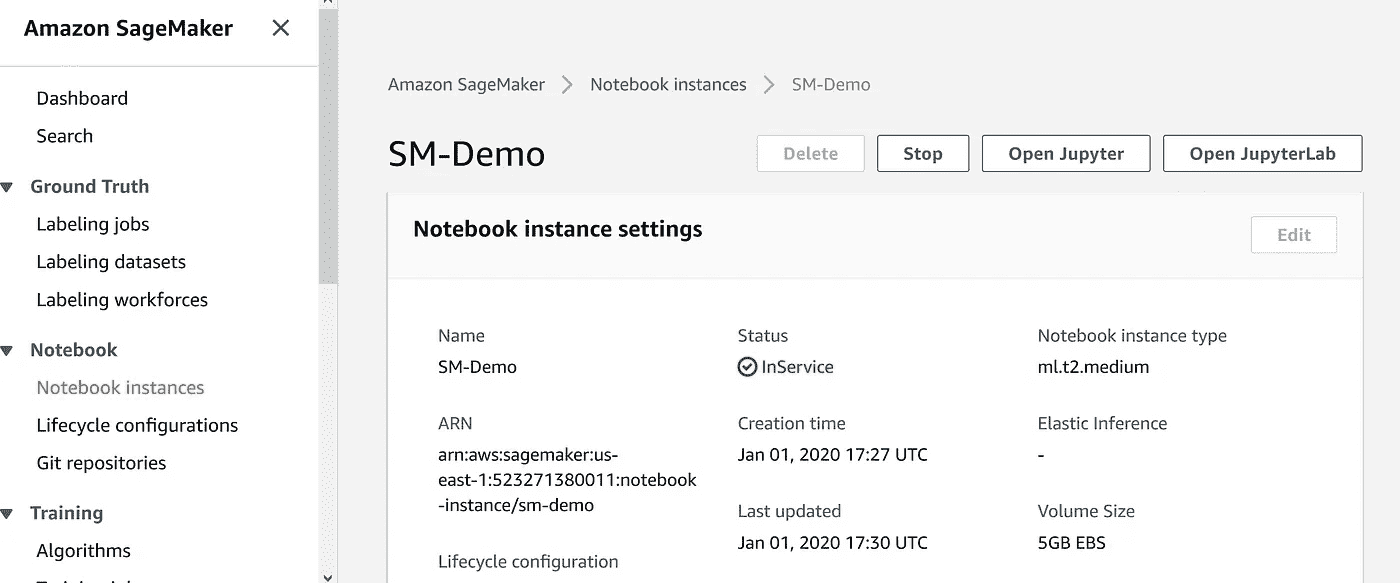 Amazon SageMaker
Dashboard
Search
Ground Truth
Labeling jobs
Labeling datasets
Labeling workforces
Notebook
Notebook instances
Lifecycle configurations
Git repositories
Training
Algorithms
Amazon SageMaker > Notebook instances > SM-Demo
SM-Demo
Delete
Stop
Open Jupyter
Open JupyterLab
Notebook instance settings
Edit
Name
SM-Demo
ARN
arn:aws:sagemaker:us-
east-1:523271380011:notebook
-instance/sm-demo
Lifecycle configuration
Status
InService
Creation time
Jan 01, 2020 17:27 UTC
Last updated
Jan 01, 2020 17:30 UTC
Notebook instance type
ml.t2.medium
Elastic Inference
-
Volume Size
5GB EBS